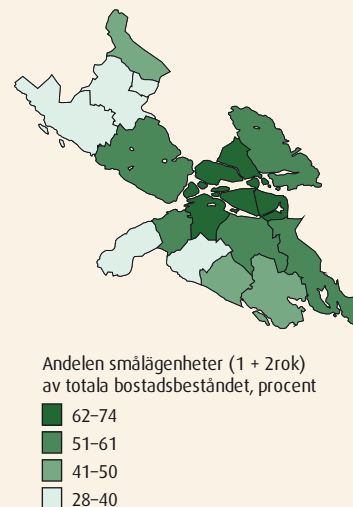 Andelen smålägenheter (1 + 2rok)
av totala bostadsbeståndet, procent
62–74
51–61
41–50
28–40